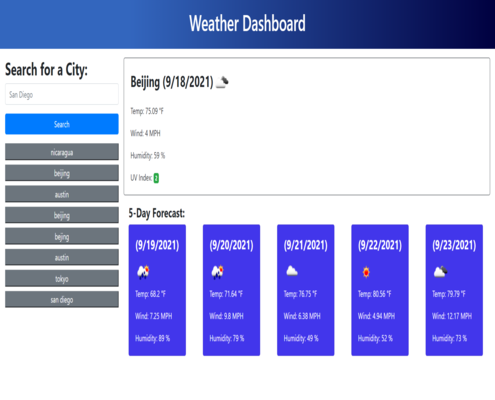 Weather Dashboard
Search for a City:
San Diego
Search
nicaragua
beijing
austin
beijing
bejing
austin
tokyo
san diego
Beijing (9/18/2021)
Temp: 75.09 °F
Wind: 4 MPH
Humidity: 59 %
UV Index: 2
5-Day Forecast:
(9/19/2021)
Temp: 68.2 °F
Wind: 7.25 MPH
Humidity: 89 %
(9/20/2021)
Temp: 71.64 °F
Wind: 9.8 MPH
Humidity: 79 %
(9/21/2021)
Temp: 76.75 °F
Wind: 6.38 MPH
Humidity: 49 %
(9/22/2021)
Temp: 80.56 °F
Wind: 4.94 MPH
Humidity: 52 %
(9/23/2021)
Temp: 79.79 °F
Wind: 12.17 MPH
Humidity: 73 %